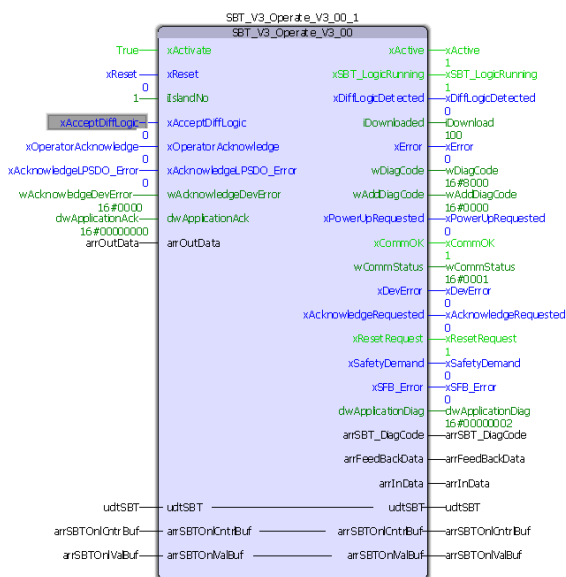 SBT_V3_Operate_V3_00_1
SBT_V3_Operate_V3_00
True xActivate xActive xActive
1
xReset xReset xSBT_LogicRunning xSBT_LogicRunning
0 1
1 iIslandNo xDiffLogicDetected xDiffLogicDetected
0
xAcceptDiffLogic xAcceptDiffLogic iDownloaded iDownload
0 100
xOperatorAcknowledge xOperatorAcknowledge xError xError
0 0
xAcknowledgeLPSDO_Error xAcknowledgeLPSDO_Error wDiagCode wDiagCode
0 16#8000
wAcknowledgeDevError wAcknowledgeDevError wAddDiagCode wAddDiagCode
16#0000 16#0000
dwApplicationAck dwApplicationAck xPowerUpRequested xPowerUpRequested
16#00000000 0
arrOutData arrOutData xCommOK xCommOK
1
wCommStatus wCommStatus
16#0001
xDevError xDevError
0
xAcknowledgeRequested xAcknowledgeRequested
0
xResetRequest xResetRequest
1
xSafetyDemand xSafetyDemand
0
xSFB_Error xSFB_Error
0
dwApplicationDiag dwApplicationDiag
16#00000002
arrSBT_DiagCode arrSBT_DiagCode
arrFeedBackData arrFeedBackData
arrInData arrInData
udtSBT udtSBT udtSBT udtSBT
arrSBTOnlCntrBuf arrSBTOnlCntrlBuf arrSBTOnlCntrlBuf arrSBTOnlCntrBuf
arrSBTOnlValBuf arrSBTOnlValBuf arrSBTOnlValBuf arrSBTOnlValBuf